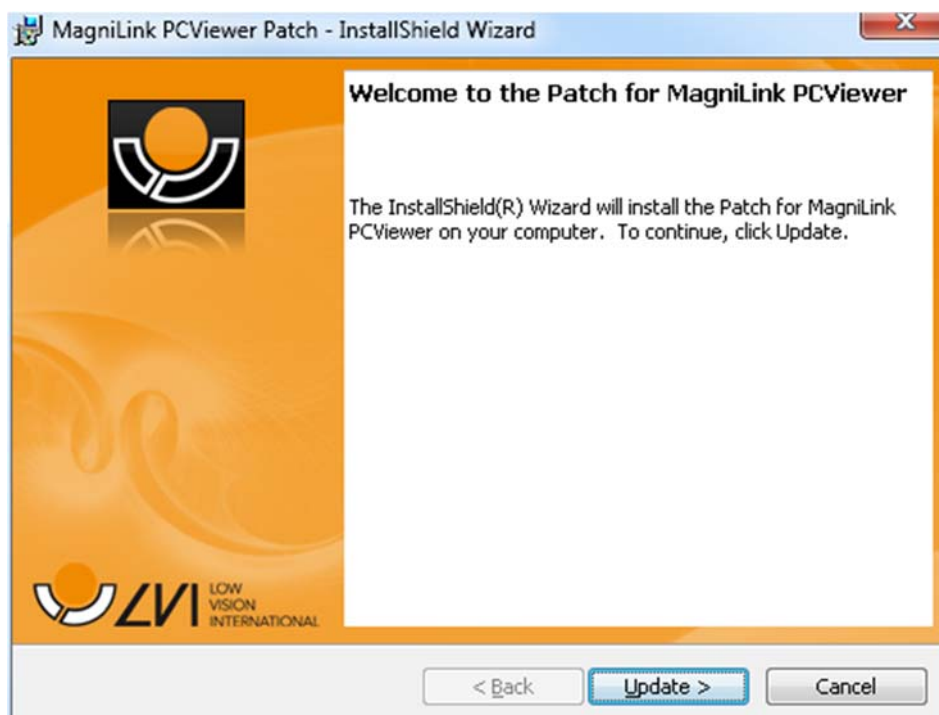 MagniLink PCViewer Patch - InstallShield Wizard
Welcome to the Patch for MagniLink PCViewer
The InstallShield(R) Wizard will install the Patch for MagniLink
PCViewer on your computer.  To continue, click Update.
LVI
LOW
VISION
INTERNATIONAL
< Back
Update >
Cancel